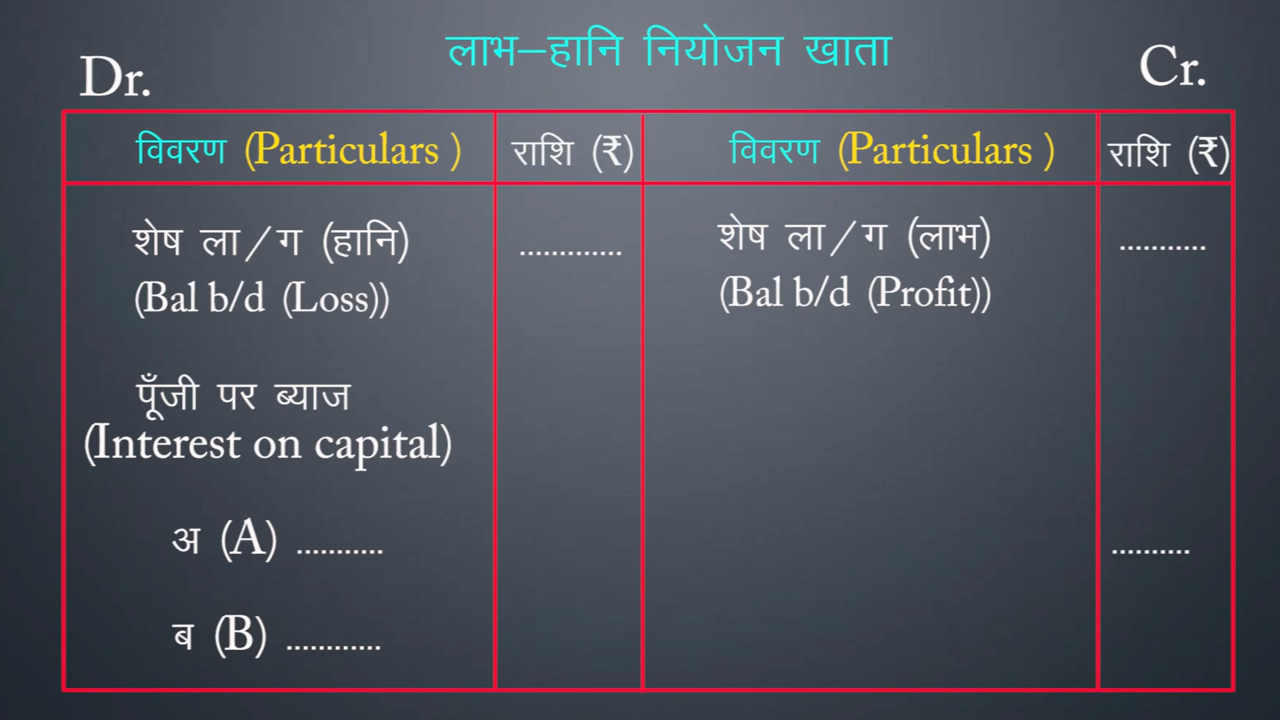 लाभ–हानि नियोजन खाता
Dr.
Cr.
विवरण (Particulars )
राशि (₹)
विवरण (Particulars )
राशि (₹)
शेष ला/ग (हानि)
.............
शेष ला/ग (लाभ)
...........
(Bal b/d (Loss))
(Bal b/d (Profit))
पूँजी पर ब्याज
(Interest on capital)
अ (A) ...........
..........
ब (B) ............